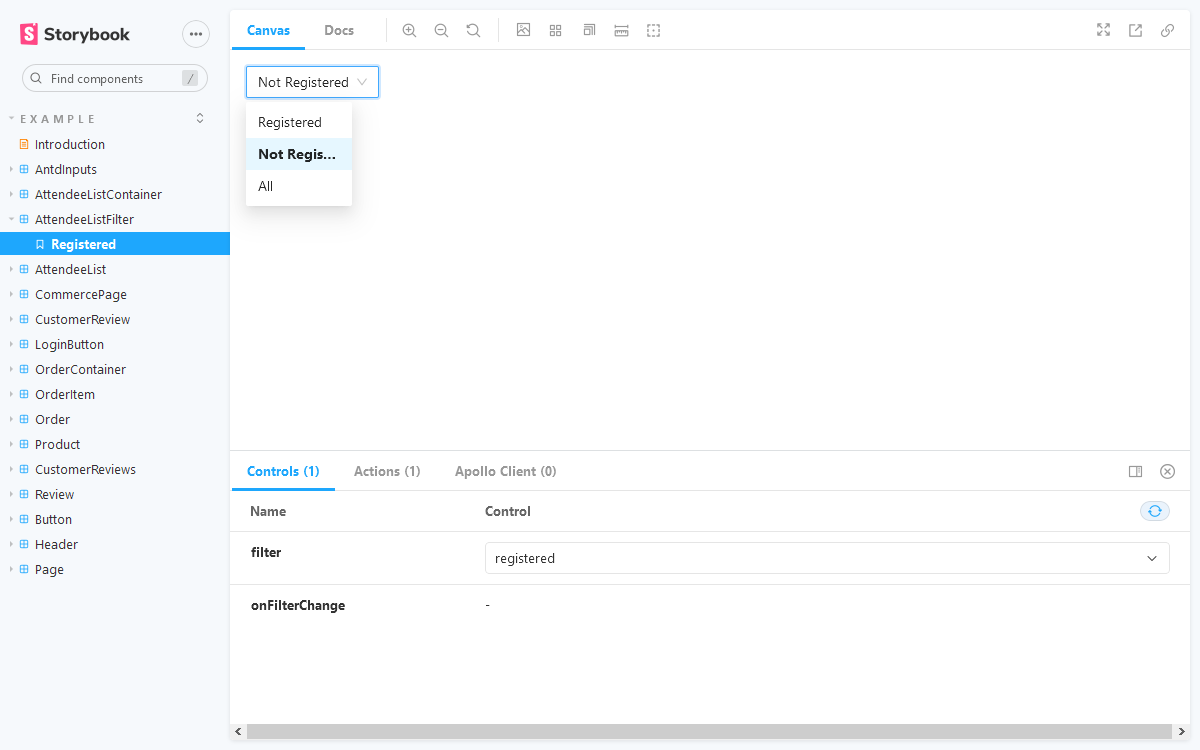 Storybook
Find components
/
EXAMPLE
Introduction
AntdInputs
AttendeeListContainer
AttendeeListFilter
Registered
AttendeeList
CommercePage
CustomerReview
LoginButton
OrderContainer
OrderItem
Order
Product
CustomerReviews
Review
Button
Header
Page
Canvas Docs
Not Registered
Registered
Not Regis...
All
Controls (1) Actions (1) Apollo Client (0)
Name Control
filter registered
onFilterChange -